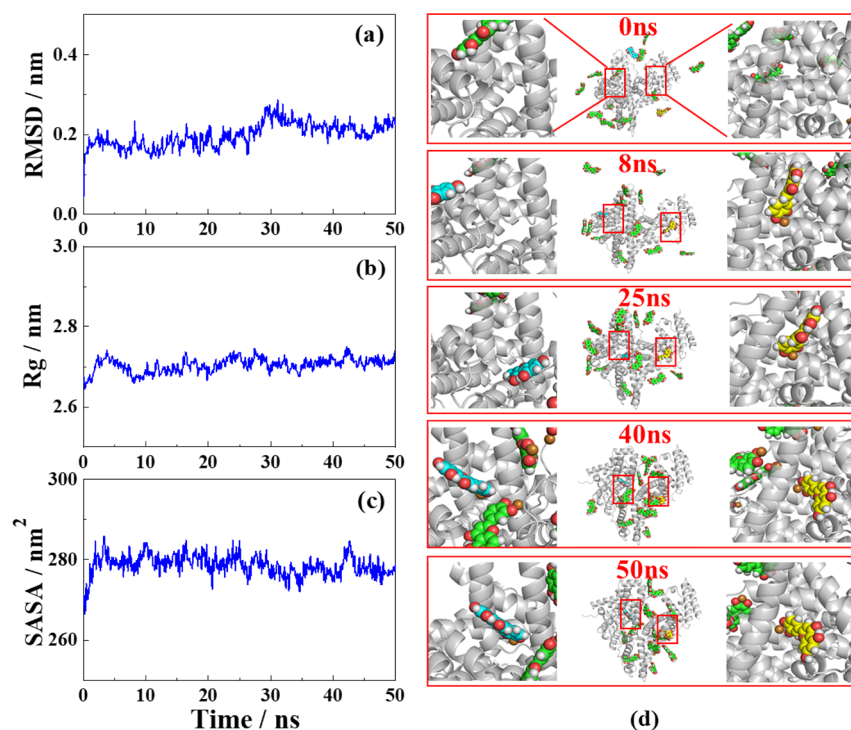 (a)
RMSD / nm
0.4
0.2
0.0
0 10 20 30 40 50
(b)
Rg / nm
3.0
2.8
2.6
0 10 20 30 40 50
(c)
SASA / nm²
300
280
260
0 10 20 30 40 50
Time / ns
0ns
8ns
25ns
40ns
50ns
(d)